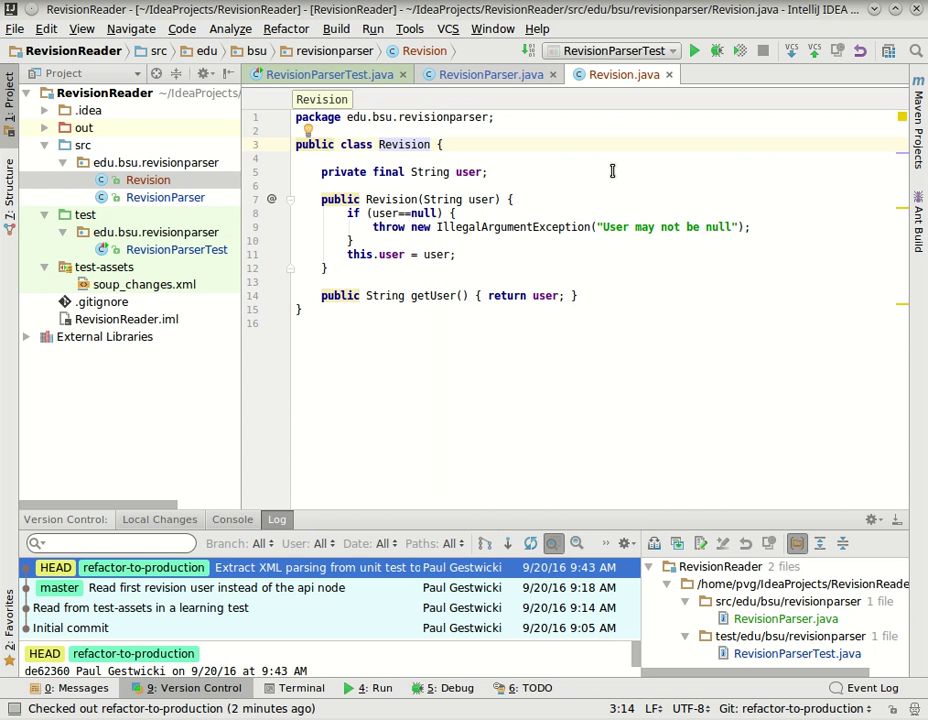 RevisionReader - [~/IdeaProjects/RevisionReader] - [RevisionReader] - ~/IdeaProjects/RevisionReader/src/edu/bsu/revisionparser/Revision.java - IntelliJ IDEA ...
File Edit View Navigate Code Analyze Refactor Build Run Tools VCS Window Help
RevisionReader src edu bsu revisionparser Revision RevisionParserTest VCS VCS
Project RevisionParserTest.java RevisionParser.java Revision.java
RevisionReader ~/IdeaProjects/
.idea
out
src
edu.bsu.revisionparser
Revision
RevisionParser
test
edu.bsu.revisionparser
RevisionParserTest
test-assets
soup_changes.xml
.gitignore
RevisionReader.iml
External Libraries
1: Project
7: Structure
2: Favorites
Revision
1 package edu.bsu.revisionparser;
2
3 public class Revision {
4
5 private final String user;
6
7 @ public Revision(String user) {
8 if (user==null) {
9 throw new IllegalArgumentException("User may not be null");
10 }
11 this.user = user;
12 }
13
14 public String getUser() { return user; }
15 }
16
Maven Projects
Ant Build
Version Control: Local Changes Console Log
Branch: All User: All Date: All Paths: All
HEAD refactor-to-production Extract XML parsing from unit test to Paul Gestwicki 9/20/16 9:43 AM
master Read first revision user instead of the api node Paul Gestwicki 9/20/16 9:18 AM
Read from test-assets in a learning test Paul Gestwicki 9/20/16 9:14 AM
Initial commit Paul Gestwicki 9/20/16 9:05 AM
HEAD refactor-to-production
de62360 Paul Gestwicki on 9/20/16 at 9:43 AM
RevisionReader 2 files
/home/pvg/IdeaProjects/RevisionReade
src/edu/bsu/revisionparser 1 file
RevisionParser.java
test/edu/bsu/revisionparser 1 file
RevisionParserTest.java
0: Messages 9: Version Control Terminal 4: Run 5: Debug 6: TODO Event Log
Checked out refactor-to-production (2 minutes ago) 3:14 LF UTF-8 Git: refactor-to-production